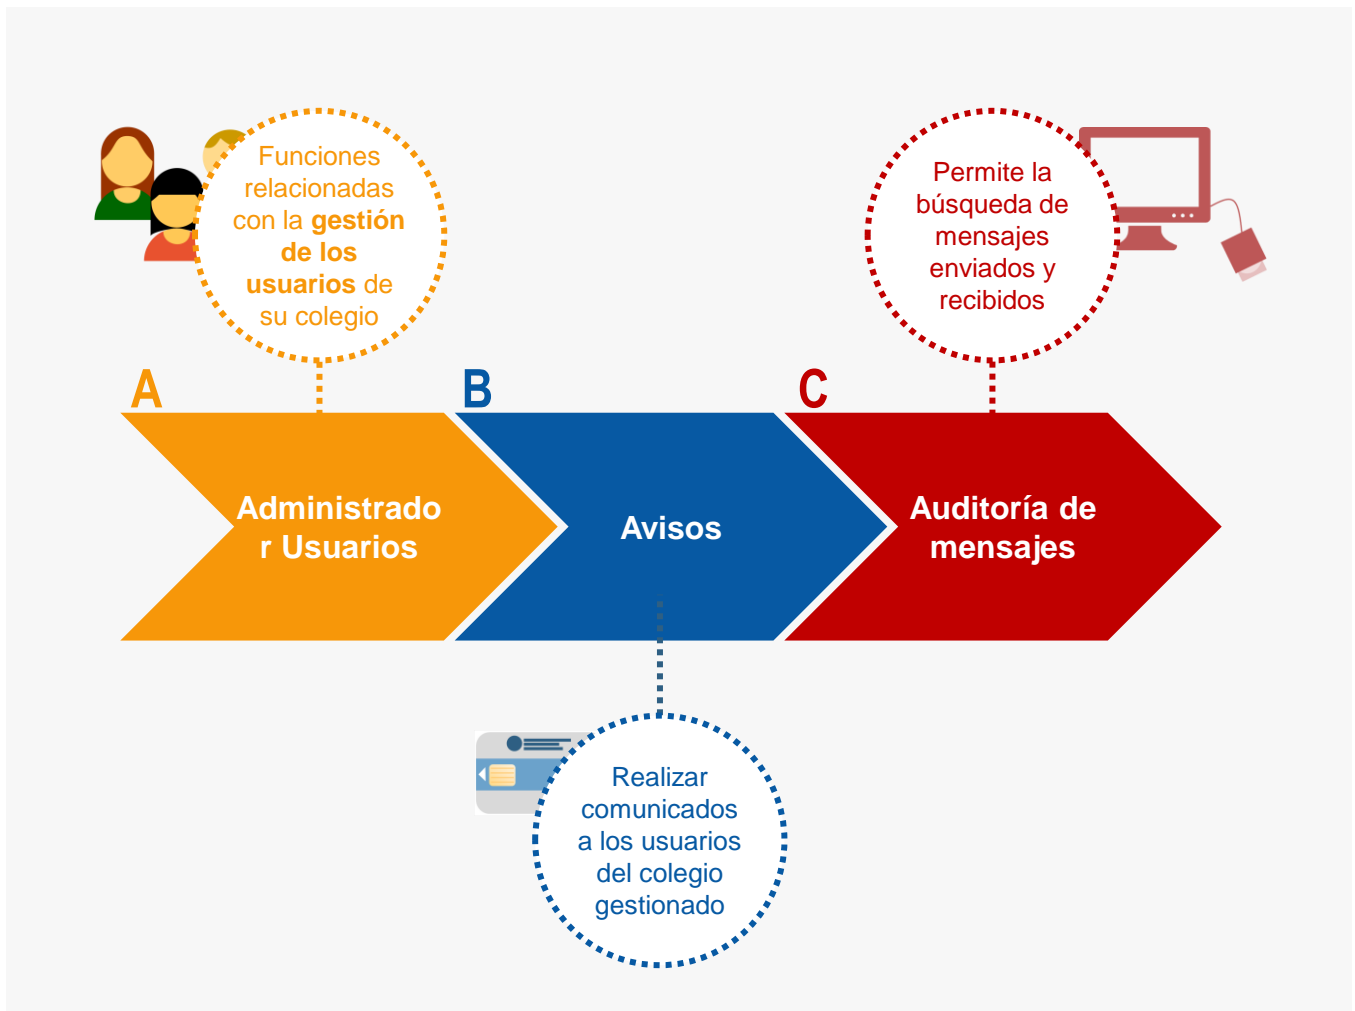 Funciones
relacionadas
con la gestión
de los
usuarios de
su colegio
Permite la
búsqueda de
mensajes
enviados y
recibidos
A
B
C
Administrado
r Usuarios
Avisos
Auditoría de
mensajes
Realizar
comunicados
a los usuarios
del colegio
gestionado